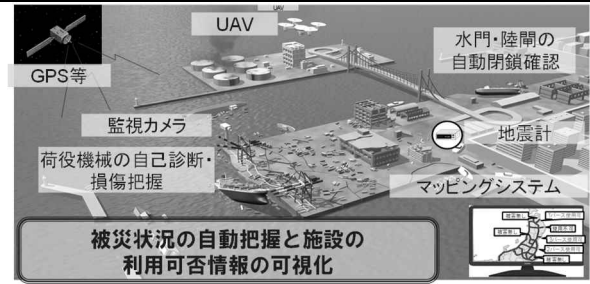 UAV
UAV
GPS等
水門・陸閘の
自動閉鎖確認
監視カメラ
地震計
荷役機械の自己診断・
損傷把握
マッピングシステム
被災状況の自動把握と施設の
利用可否情報の可視化